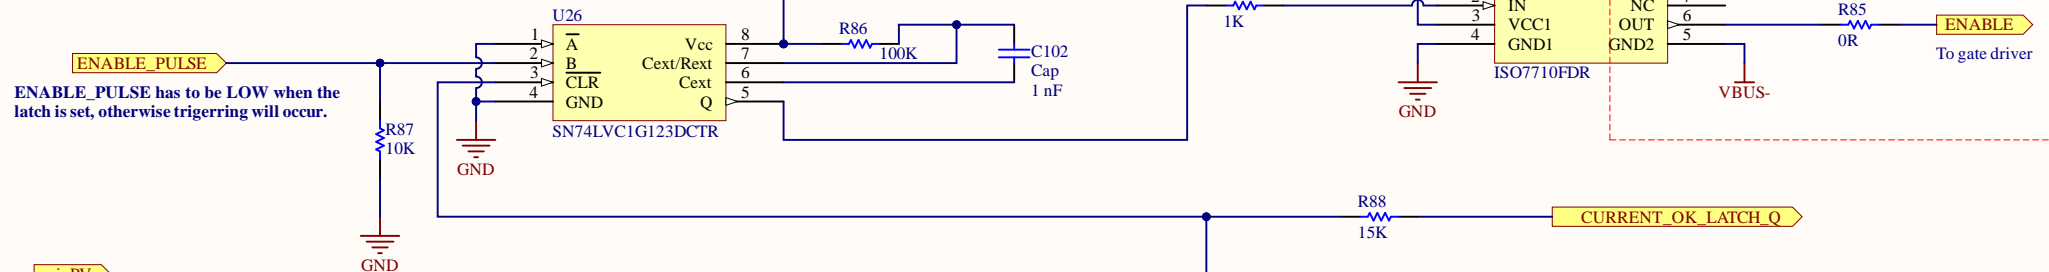 U26
R86
100K
C102
Cap
1 nF
1K
IN
VCC1
GND1
NC
OUT
GND2
3
4
6
5
ISO7710FDR
R85
0R
ENABLE
To gate driver
VBUS-
GND
ENABLE_PULSE
ENABLE_PULSE has to be LOW when the
latch is set, otherwise trigerring will occur.
1
2
3
4
A
B
CLR
GND
Vcc
Cext/Rext
Cext
Q
8
7
6
5
SN74LVC1G123DCTR
GND
R87
10K
GND
R88
15K
CURRENT_OK_LATCH_Q